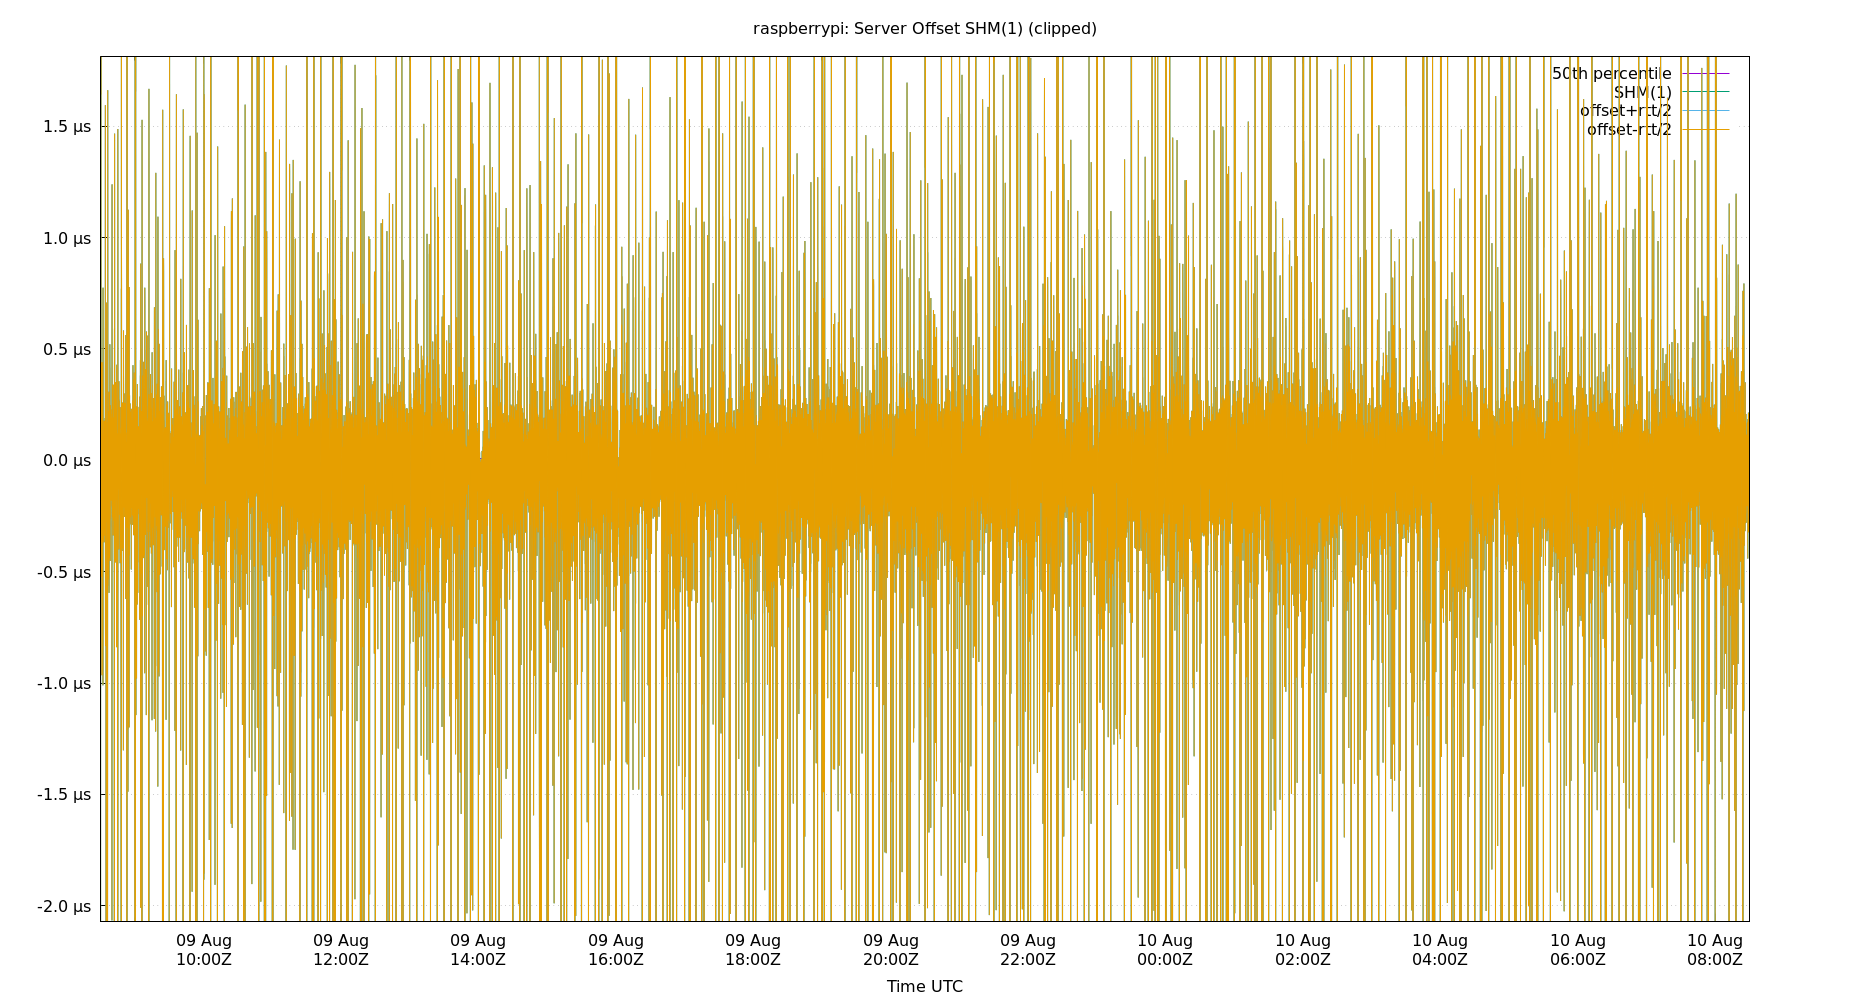 raspberrypi: Server Offset SHM(1) (clipped)
50th percentile
SHM(1)
offset+rtt/2
offset-rtt/2
1.5 µs
1.0 µs
0.5 µs
0.0 µs
-0.5 µs
-1.0 µs
-1.5 µs
-2.0 µs
09 Aug 09 Aug 09 Aug 09 Aug 09 Aug 09 Aug 09 Aug 10 Aug 10 Aug 10 Aug 10 Aug 10 Aug
10:00Z 12:00Z 14:00Z 16:00Z 18:00Z 20:00Z 22:00Z 00:00Z 02:00Z 04:00Z 06:00Z 08:00Z
Time UTC